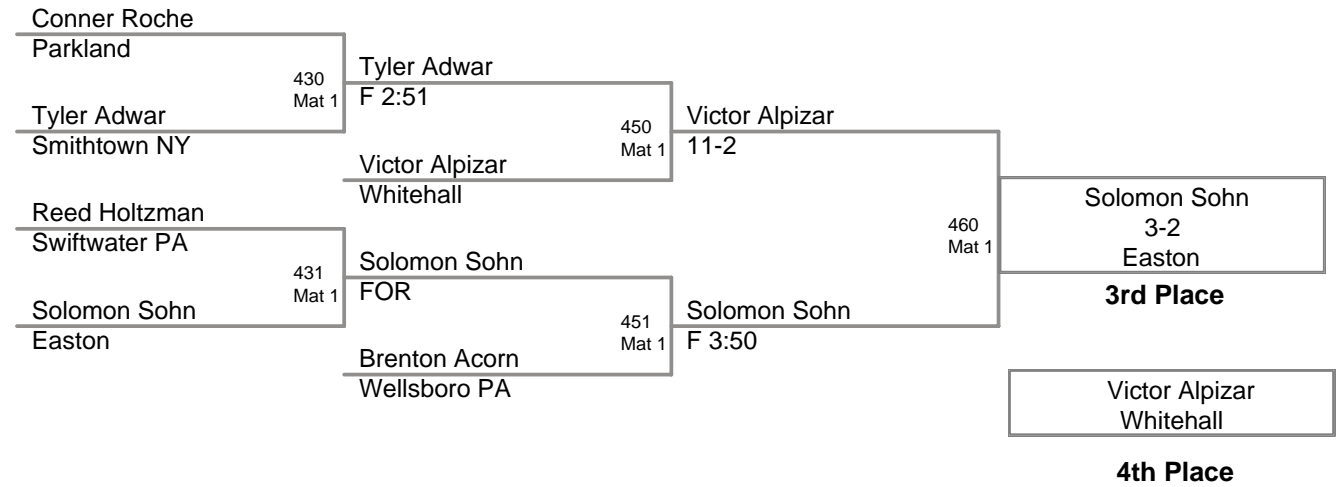 Conner Roche
Parkland
430
Mat 1
Tyler Adwar
F 2:51
Tyler Adwar
Smithtown NY
450
Mat 1
Victor Alpizar
11-2
Victor Alpizar
Whitehall
Reed Holtzman
Swiftwater PA
431
Mat 1
Solomon Sohn
FOR
Solomon Sohn
Easton
451
Mat 1
Solomon Sohn
F 3:50
Brenton Acorn
Wellsboro PA
460
Mat 1
Solomon Sohn
3-2
Easton
3rd Place
Victor Alpizar
Whitehall
4th Place